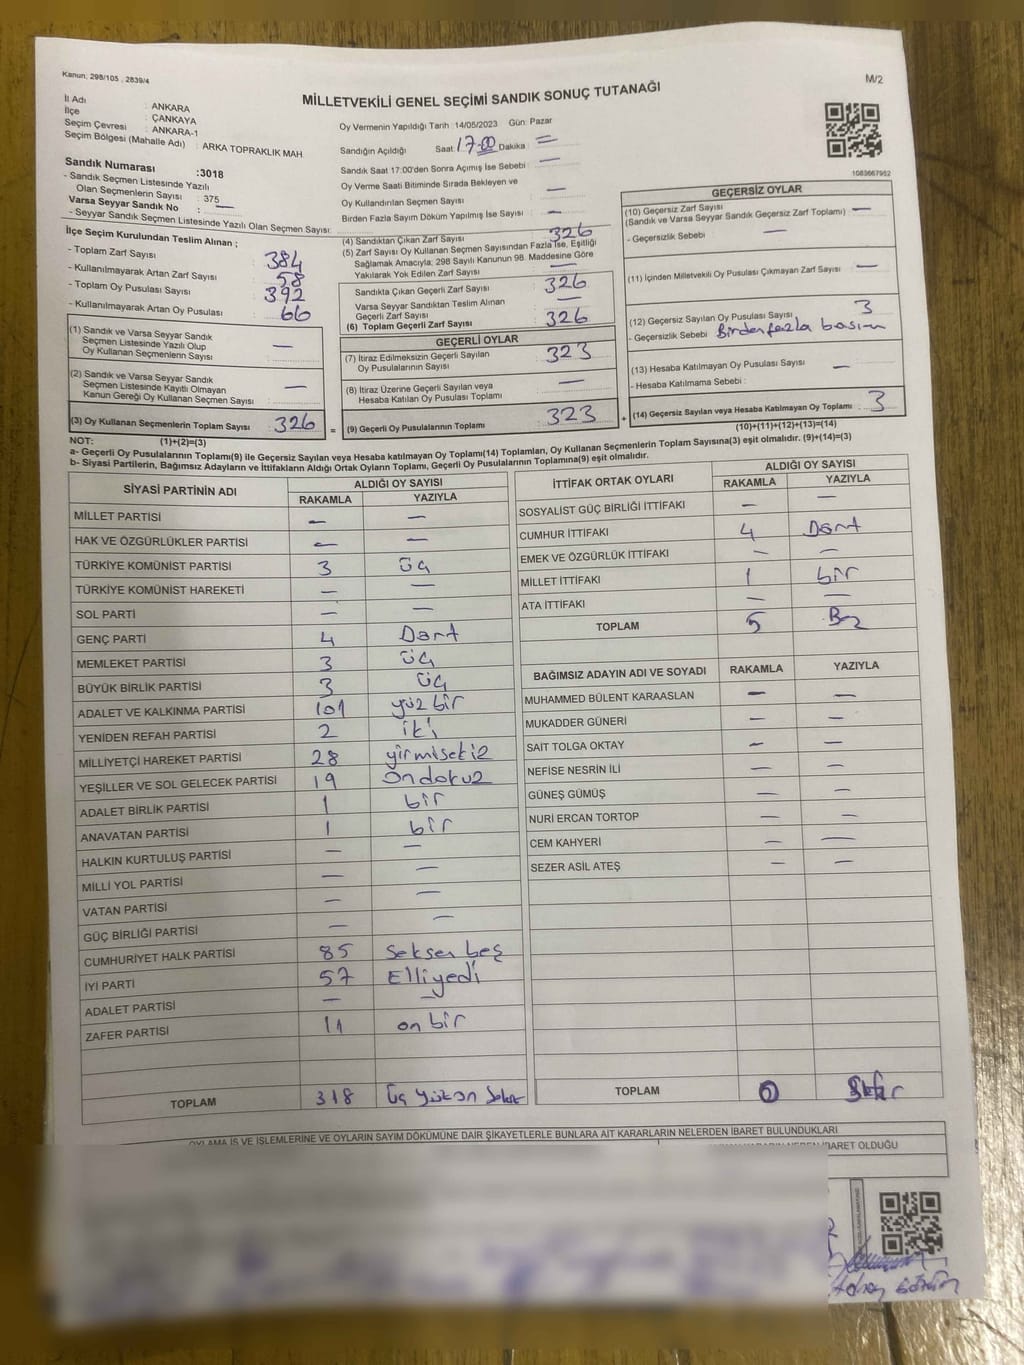 Kanun; 298/105 , 2839/4
M/2
MİLLETVEKİLİ GENEL SEÇİMİ SANDIK SONUÇ TUTANAĞI
İl Adı : ANKARA
İlçe : ÇANKAYA
Seçim Çevresi : ANKARA-1
Seçim Bölgesi (Mahalle Adı) : ARKA TOPRAKLIK MAH
Sandık Numarası :3018
- Sandık Seçmen Listesinde Yazılı
Olan Seçmenlerin Sayısı : 375
Varsa Seyyar Sandık No : —
- Seyyar Sandık Seçmen Listesinde Yazılı Olan Seçmen Sayısı:
Oy Vermenin Yapıldığı Tarih :14/05/2023 Gün: Pazar
Sandığın Açıldığı Saat: 17:00 Dakika : =
Sandık Saat 17:00'den Sonra Açımış İse Sebebi : —
Oy Verme Saati Bitiminde Sırada Bekleyen ve
Oy Kullandırılan Seçmen Sayısı : —
Birden Fazla Sayım Döküm Yapılmış İse Sayısı : —
1083667952
İlçe Seçim Kurulundan Teslim Alınan ;
- Toplam Zarf Sayısı : 384
- Kullanılmayarak Artan Zarf Sayısı : 58
- Toplam Oy Pusulası Sayısı : 392
- Kullanılmayarak Artan Oy Pusulası : 66
(1) Sandık ve Varsa Seyyar Sandık
Seçmen Listesinde Yazılı Olup
Oy Kullanan Seçmenlerin Sayısı : —
(2) Sandık ve Varsa Seyyar Sandık
Seçmen Listesinde Kayıtlı Olmayan
Kanun Gereği Oy Kullanan Seçmen Sayısı : —
(3) Oy Kullanan Seçmenlerin Toplam Sayısı : 326
(4) Sandıktan Çıkan Zarf Sayısı : 326
(5) Zarf Sayısı Oy Kullanan Seçmen Sayısından Fazla İse, Eşitliği
Sağlamak Amacıyla; 298 Sayılı Kanunun 98. Maddesine Göre
Yakılarak Yok Edilen Zarf Sayısı : —
Sandıkta Çıkan Geçerli Zarf Sayısı : 326
Varsa Seyyar Sandıktan Teslim Alınan
Geçerli Zarf Sayısı : —
(6) Toplam Geçerli Zarf Sayısı : 326
GEÇERLİ OYLAR
(7) İtiraz Edilmeksizin Geçerli Sayılan
Oy Pusulalarının Sayısı : 323
(8) İtiraz Üzerine Geçerli Sayılan veya
Hesaba Katılan Oy Pusulası Toplamı : —
= (9) Geçerli Oy Pusulalarının Toplamı : 323
GEÇERSİZ OYLAR
(10) Geçersiz Zarf Sayısı
(Sandık ve Varsa Seyyar Sandık Geçersiz Zarf Toplamı) : —
- Geçersizlik Sebebi : —
(11) İçinden Milletvekili Oy Pusulası Çıkmayan Zarf Sayısı : —
(12) Geçersiz Sayılan Oy Pusulası Sayısı : 3
- Geçersizlik Sebebi : Birden fazla basım
(13) Hesaba Katılmayan Oy Pusulası Sayısı : —
- Hesaba Katılmama Sebebi :
+ (14) Geçersiz Sayılan veya Hesaba Katılmayan Oy Toplamı : 3
NOT: (1)+(2)=(3)
(10)+(11)+(12)+(13)=(14)
a- Geçerli Oy Pusulalarının Toplamı(9) ile Geçersiz Sayılan veya Hesaba katılmayan Oy Toplamı(14) Toplamları, Oy Kullanan Seçmenlerin Toplam Sayısına(3) eşit olmalıdır. (9)+(14)=(3)
b- Siyasi Partilerin, Bağımsız Adayların ve İttifakların Aldığı Ortak Oyların Toplamı, Geçerli Oy Pusulalarının Toplamına(9) eşit olmalıdır.
SİYASİ PARTİNİN ADI ALDIĞI OY SAYISI
RAKAMLA YAZIYLA
MİLLET PARTİSİ — —
HAK VE ÖZGÜRLÜKLER PARTİSİ — —
TÜRKİYE KOMÜNİST PARTİSİ 3 üç
TÜRKİYE KOMÜNİST HAREKETİ — —
SOL PARTİ — —
GENÇ PARTİ 4 Dört
MEMLEKET PARTİSİ 3 üç
BÜYÜK BİRLİK PARTİSİ 3 üç
ADALET VE KALKINMA PARTİSİ 101 yüz bir
YENİDEN REFAH PARTİSİ 2 iki
MİLLİYETÇİ HAREKET PARTİSİ 28 yirmisekiz
YEŞİLLER VE SOL GELECEK PARTİSİ 19 ondokuz
ADALET BİRLİK PARTİSİ 1 bir
ANAVATAN PARTİSİ 1 bir
HALKIN KURTULUŞ PARTİSİ — —
MİLLİ YOL PARTİSİ — —
VATAN PARTİSİ — —
GÜÇ BİRLİĞİ PARTİSİ — —
CUMHURİYET HALK PARTİSİ 85 Seksen beş
İYİ PARTİ 57 Elliyedi
ADALET PARTİSİ — —
ZAFER PARTİSİ 11 on bir
TOPLAM 318 Üç yüz on
İTTİFAK ORTAK OYLARI ALDIĞI OY SAYISI
RAKAMLA YAZIYLA
SOSYALİST GÜÇ BİRLİĞİ İTTİFAKI — —
CUMHUR İTTİFAKI 4 Dört
EMEK VE ÖZGÜRLÜK İTTİFAKI — —
MİLLET İTTİFAKI 1 bir
ATA İTTİFAKI — —
TOPLAM 5 Beş
BAĞIMSIZ ADAYIN ADI VE SOYADI RAKAMLA YAZIYLA
MUHAMMED BÜLENT KARAASLAN — —
MUKADDER GÜNERİ — —
SAİT TOLGA OKTAY — —
NEFİSE NESRİN İLİ — —
GÜNEŞ GÜMÜŞ — —
NURİ ERCAN TORTOP — —
CEM KAHYERİ — —
SEZER ASİL ATEŞ — —
TOPLAM 0 Sıfır
OYLAMA İŞ VE İŞLEMLERİNE VE OYLARIN SAYIM DÖKÜMÜNE DAİR ŞİKAYETLERLE BUNLARA AİT KARARLARIN NELERDEN İBARET BULUNDUKLARI
İBARET OLDUĞU